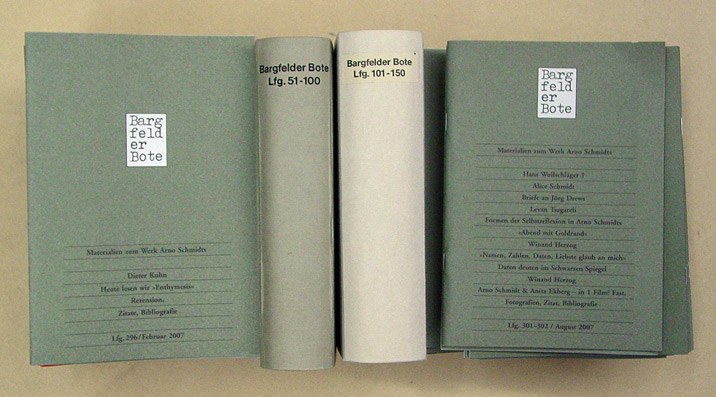 Barg
feld
er
Bote
Materialien zum Werk Arno Schmidts
Dieter Kuhn
Heute lesen wir »Enthymesis«
Rezension,
Zitate, Bibliografie
Lfg. 296/Februar 2007
Bargfelder Bote
Lfg. 51-100
Bargfelder Bote
Lfg. 101-150
Barg
feld
er
Bote
Materialien zum Werk Arno Schmidts
Hans Wollschläger †
Alice Schmidt
Briefe an Jörg Drews
Levan Tsagareli
Formen der Selbstreflexion in Arno Schmidts
»Abend mit Goldrand«
Winand Herzog
»Namen, Zahlen, Daten, Liebste glaub an mich«
Daten deuten im Schwarzen Spiegel
Winand Herzog
Arno Schmidt & Anita Ekberg – in 1 Film! Fast.
Fotografien, Zitat, Bibliografie
Lfg. 301–302 / August 2007